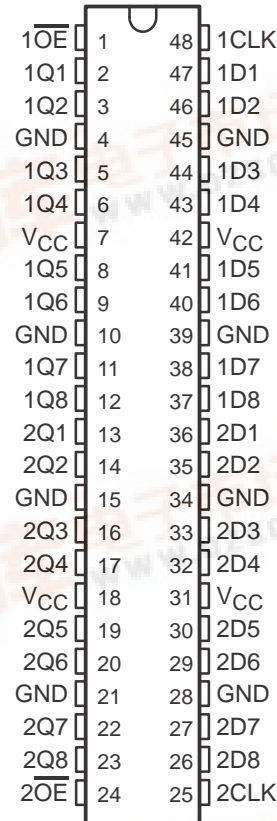 1OE 1 48 1CLK
1Q1 2 47 1D1
1Q2 3 46 1D2
GND 4 45 GND
1Q3 5 44 1D3
1Q4 6 43 1D4
VCC 7 42 VCC
1Q5 8 41 1D5
1Q6 9 40 1D6
GND 10 39 GND
1Q7 11 38 1D7
1Q8 12 37 1D8
2Q1 13 36 2D1
2Q2 14 35 2D2
GND 15 34 GND
2Q3 16 33 2D3
2Q4 17 32 2D4
VCC 18 31 VCC
2Q5 19 30 2D5
2Q6 20 29 2D6
GND 21 28 GND
2Q7 22 27 2D7
2Q8 23 26 2D8
2OE 24 25 2CLK